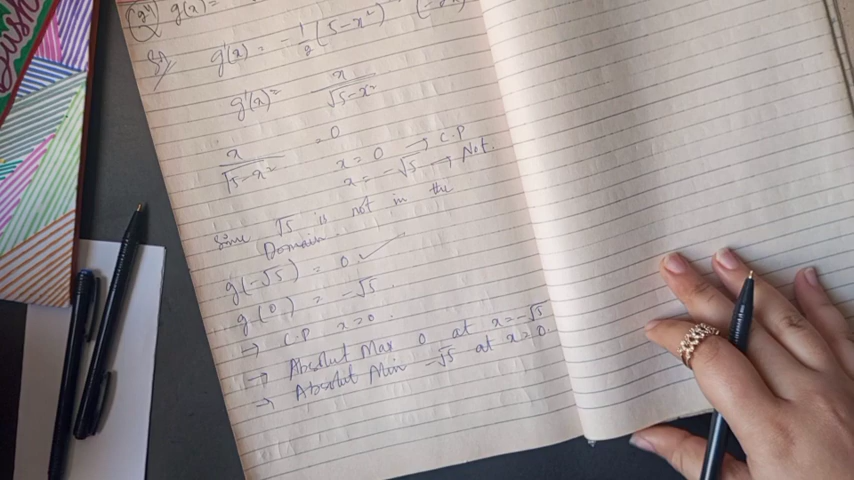 g(x) =
g'(x) = -1/2 (5-x²)
g'(x) = x/√5-x²
x/√5-x² = 0
x = 0 → C.P
x = -√5 → Not.
Some √5 is not in the
Domain
g(-√5) = 0 ✓
g(0) = -√5.
→ C.P x=0.
→ Absolut Max 0 at x=-√5
→ Absolut Min -√5 at x=0.